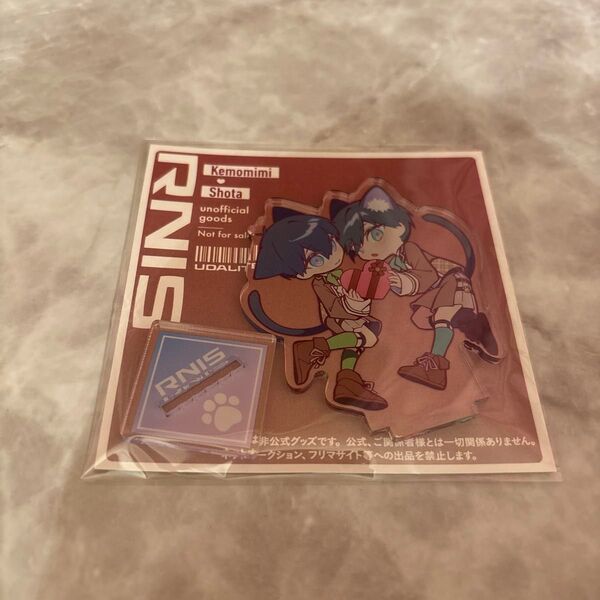 RNIS
Kemomimi
Shota
unofficial
goods
Not for sal
UDALI
RNIS
は非公式グッズです。公式、ご関係者様とは一切関係ありません。
オークション、フリマサイト等への出品を禁止します。